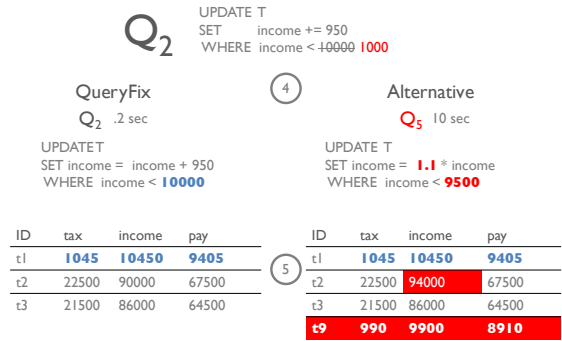 Q2
UPDATE T
SET income += 950
WHERE income < 10000 1000
4
QueryFix
Q2 .2 sec
UPDATE T
SET income = income + 950
WHERE income < 10000
Alternative
Q5 10 sec
UPDATE T
SET income = 1.1 * income
WHERE income < 9500
ID tax income pay
t1 1045 10450 9405
t2 22500 90000 67500
t3 21500 86000 64500
5
ID tax income pay
t1 1045 10450 9405
t2 22500 94000 67500
t3 21500 86000 64500
t9 990 9900 8910